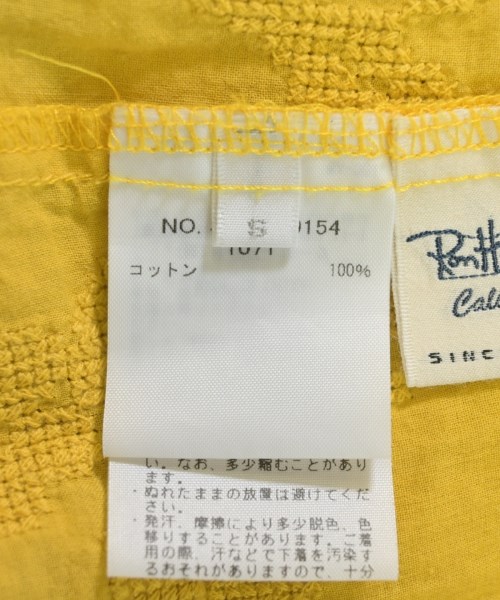 S
NO. 0154
1071
コットン 100%
Ron H
Cal
SINC
い。なお、多少縮むことがあり
ます。
・ぬれたままの放置は避けてくだ
さい。
・発汗、摩擦により多少脱色、色
移りすることがあります。ご着
用の際、汗などで下着を汚染す
るおそれがありますので、十分